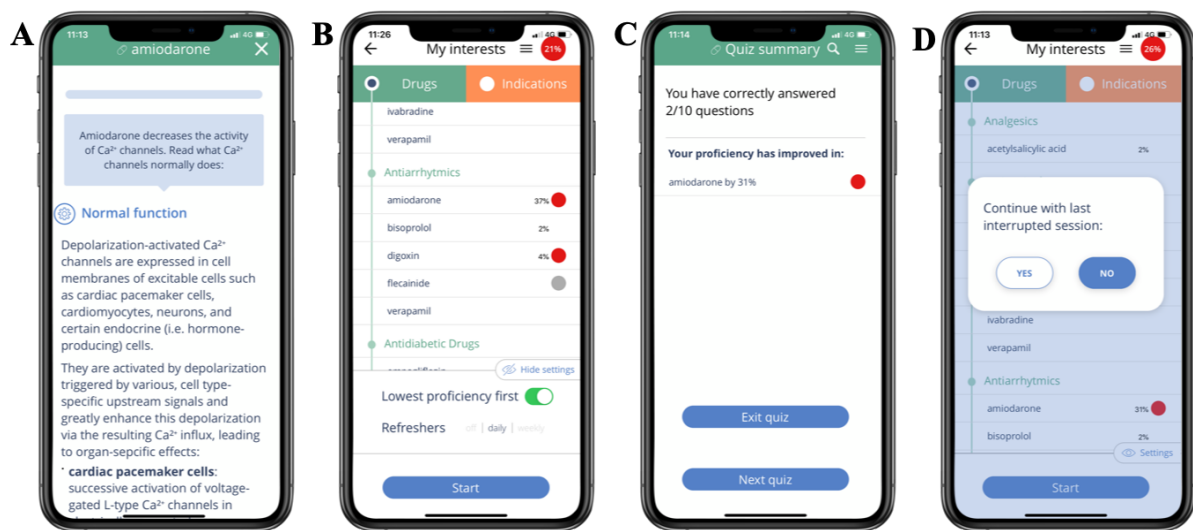 A
11:13
4G
amiodarone
Amiodarone decreases the activity
of Ca²⁺ channels. Read what Ca²⁺
channels normally does:
Normal function
Depolarization-activated Ca²⁺
channels are expressed in cell
membranes of excitable cells such
as cardiac pacemaker cells,
cardiomyocytes, neurons, and
certain endocrine (i.e. hormone-
producing) cells.
They are activated by depolarization
triggered by various, cell type-
specific upstream signals and
greatly enhance this depolarization
via the resulting Ca²⁺ influx, leading
to organ-sepcific effects:
· cardiac pacemaker cells:
successive activation of voltage-
gated L-type Ca²⁺ channels in
B
11:26
4G
My interests
21%
Drugs
Indications
ivabradine
verapamil
Antiarrhytmics
amiodarone 37%
bisoprolol 2%
digoxin 4%
flecainide
verapamil
Antidiabetic Drugs
Hide settings
Lowest proficiency first
Refreshers off | daily | weekly
Start
C
11:14
4G
Quiz summary
You have correctly answered
2/10 questions
Your proficiency has improved in:
amiodarone by 31%
Exit quiz
Next quiz
D
11:13
4G
My interests
26%
Drugs
Indications
Analgesics
acetylsalicylic acid 2%
Continue with last
interrupted session:
YES
NO
ivabradine
verapamil
Antiarrhytmics
amiodarone 31%
bisoprolol 2%
Settings
Start